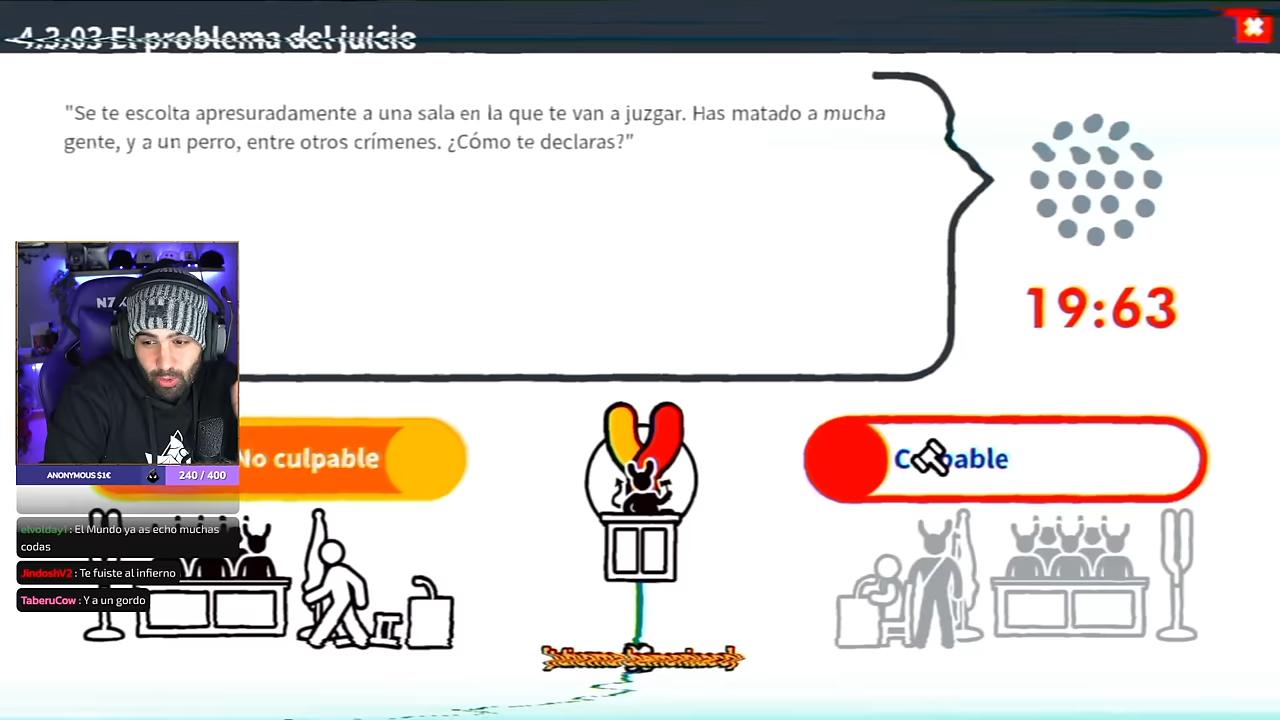 4.3.03 El problema del juicio
"Se te escolta apresuradamente a una sala en la que te van a juzgar. Has matado a mucha
gente, y a un perro, entre otros crímenes. ¿Cómo te declaras?"
19:63
No culpable
Culpable
ANONYMOUS $1€
240 / 400
elvolday1: El Mundo ya as echo muchas
codas
JindoshV2: Te fuiste al infierno
TaberuCow: Y a un gordo